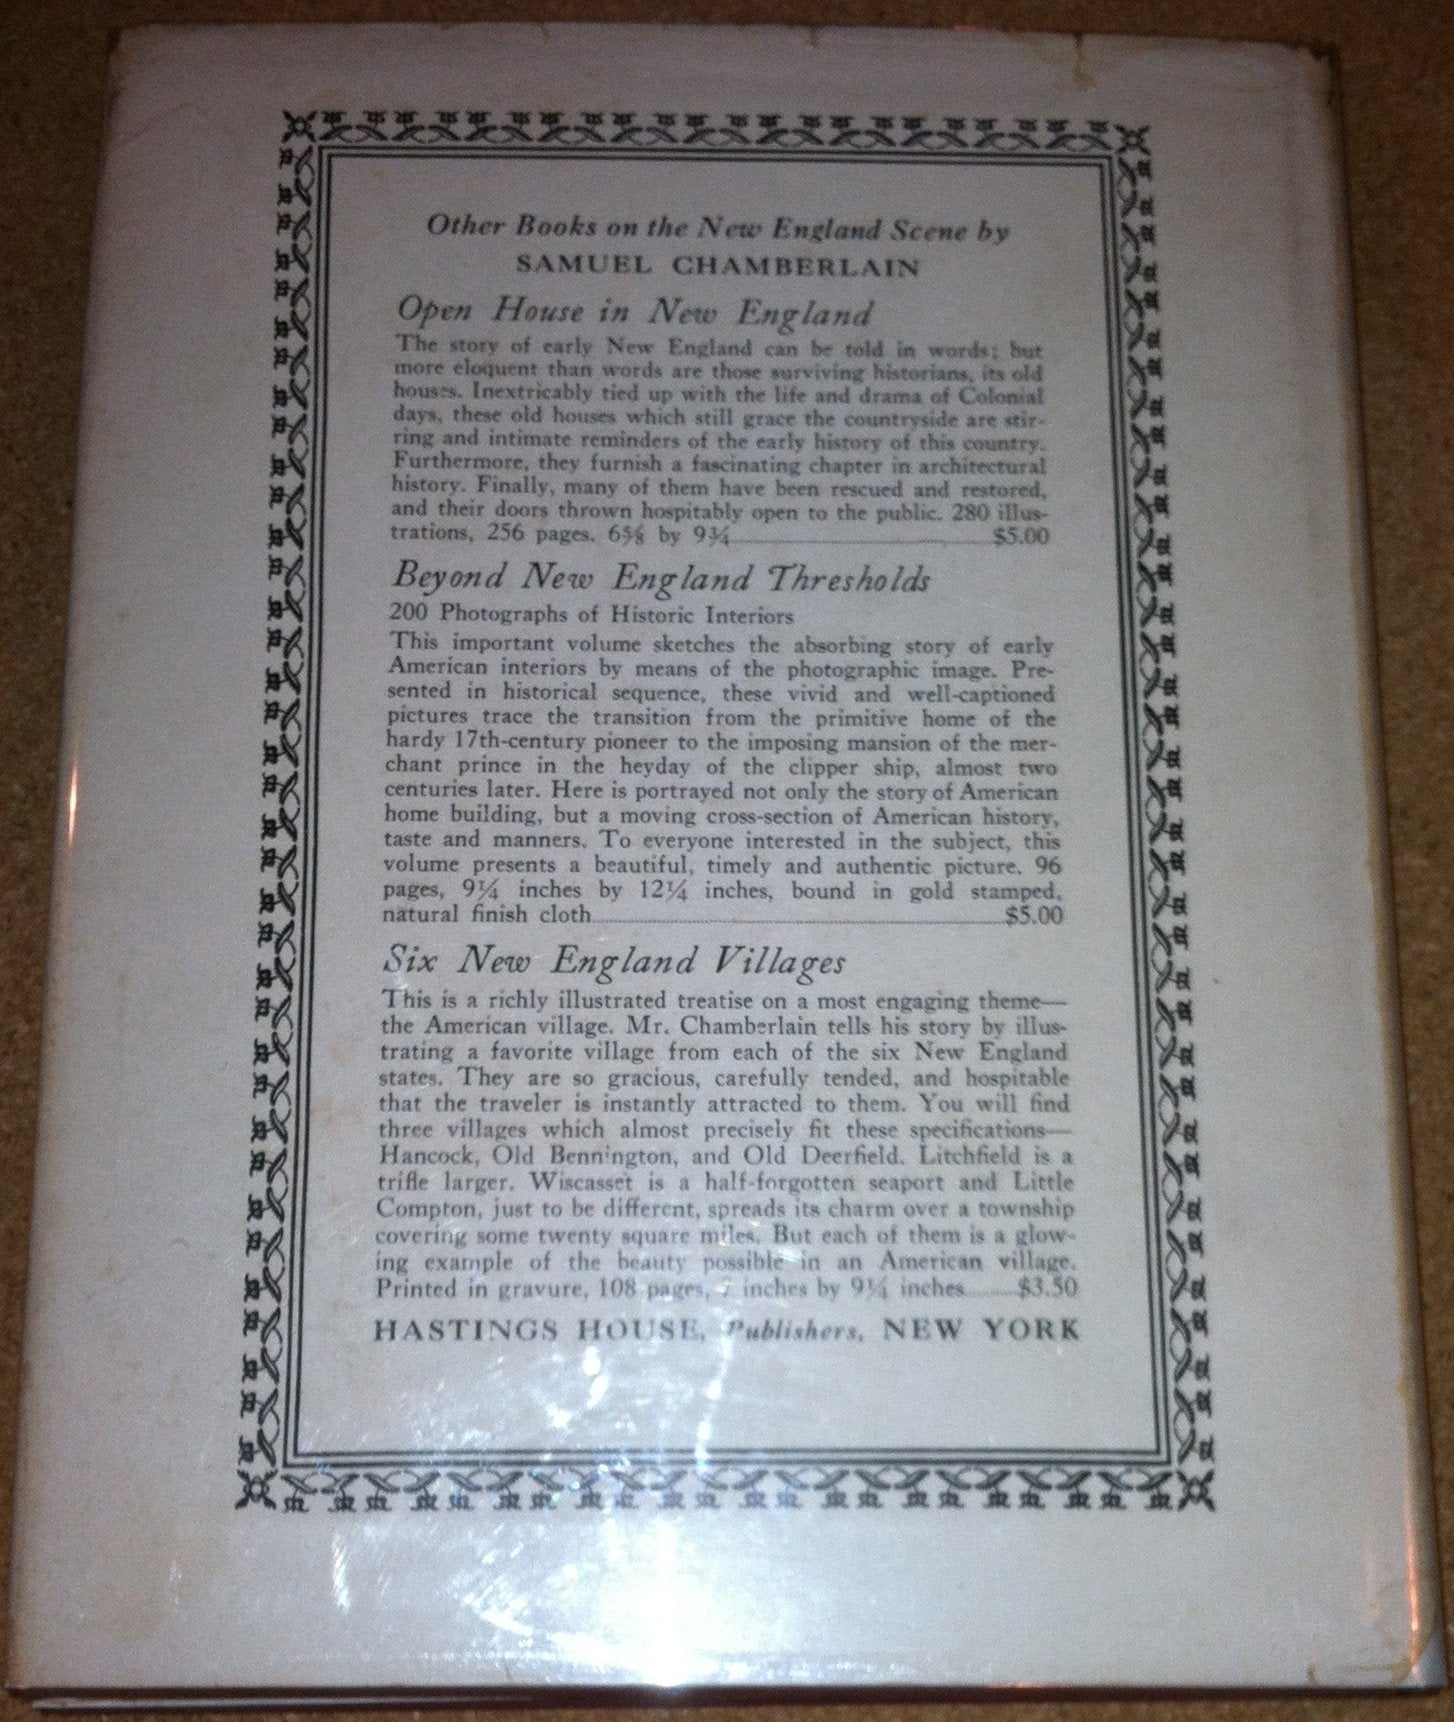 Other Books on the New England Scene by
SAMUEL CHAMBERLAIN
Open House in New England
The story of early New England can be told in words; but
more eloquent than words are those surviving historians, its old
houses. Inextricably tied up with the life and drama of Colonial
days, these old houses which still grace the countryside are stir-
ring and intimate reminders of the early history of this country.
Furthermore, they furnish a fascinating chapter in architectural
history. Finally, many of them have been rescued and restored,
and their doors thrown hospitably open to the public. 280 illus-
trations, 256 pages. 6⅝ by 9¾ $5.00
Beyond New England Thresholds
200 Photographs of Historic Interiors
This important volume sketches the absorbing story of early
American interiors by means of the photographic image. Pre-
sented in historical sequence, these vivid and well-captioned
pictures trace the transition from the primitive home of the
hardy 17th-century pioneer to the imposing mansion of the mer-
chant prince in the heyday of the clipper ship, almost two
centuries later. Here is portrayed not only the story of American
home building, but a moving cross-section of American history,
taste and manners. To everyone interested in the subject, this
volume presents a beautiful, timely and authentic picture. 96
pages, 9¼ inches by 12¼ inches, bound in gold stamped,
natural finish cloth $5.00
Six New England Villages
This is a richly illustrated treatise on a most engaging theme—
the American village. Mr. Chamberlain tells his story by illus-
trating a favorite village from each of the six New England
states. They are so gracious, carefully tended, and hospitable
that the traveler is instantly attracted to them. You will find
three villages which almost precisely fit these specifications—
Hancock, Old Bennington, and Old Deerfield. Litchfield is a
trifle larger. Wiscasset is a half-forgotten seaport and Little
Compton, just to be different, spreads its charm over a township
covering some twenty square miles. But each of them is a glow-
ing example of the beauty possible in an American village.
Printed in gravure, 108 pages, 7 inches by 9¼ inches $3.50
HASTINGS HOUSE, Publishers, NEW YORK